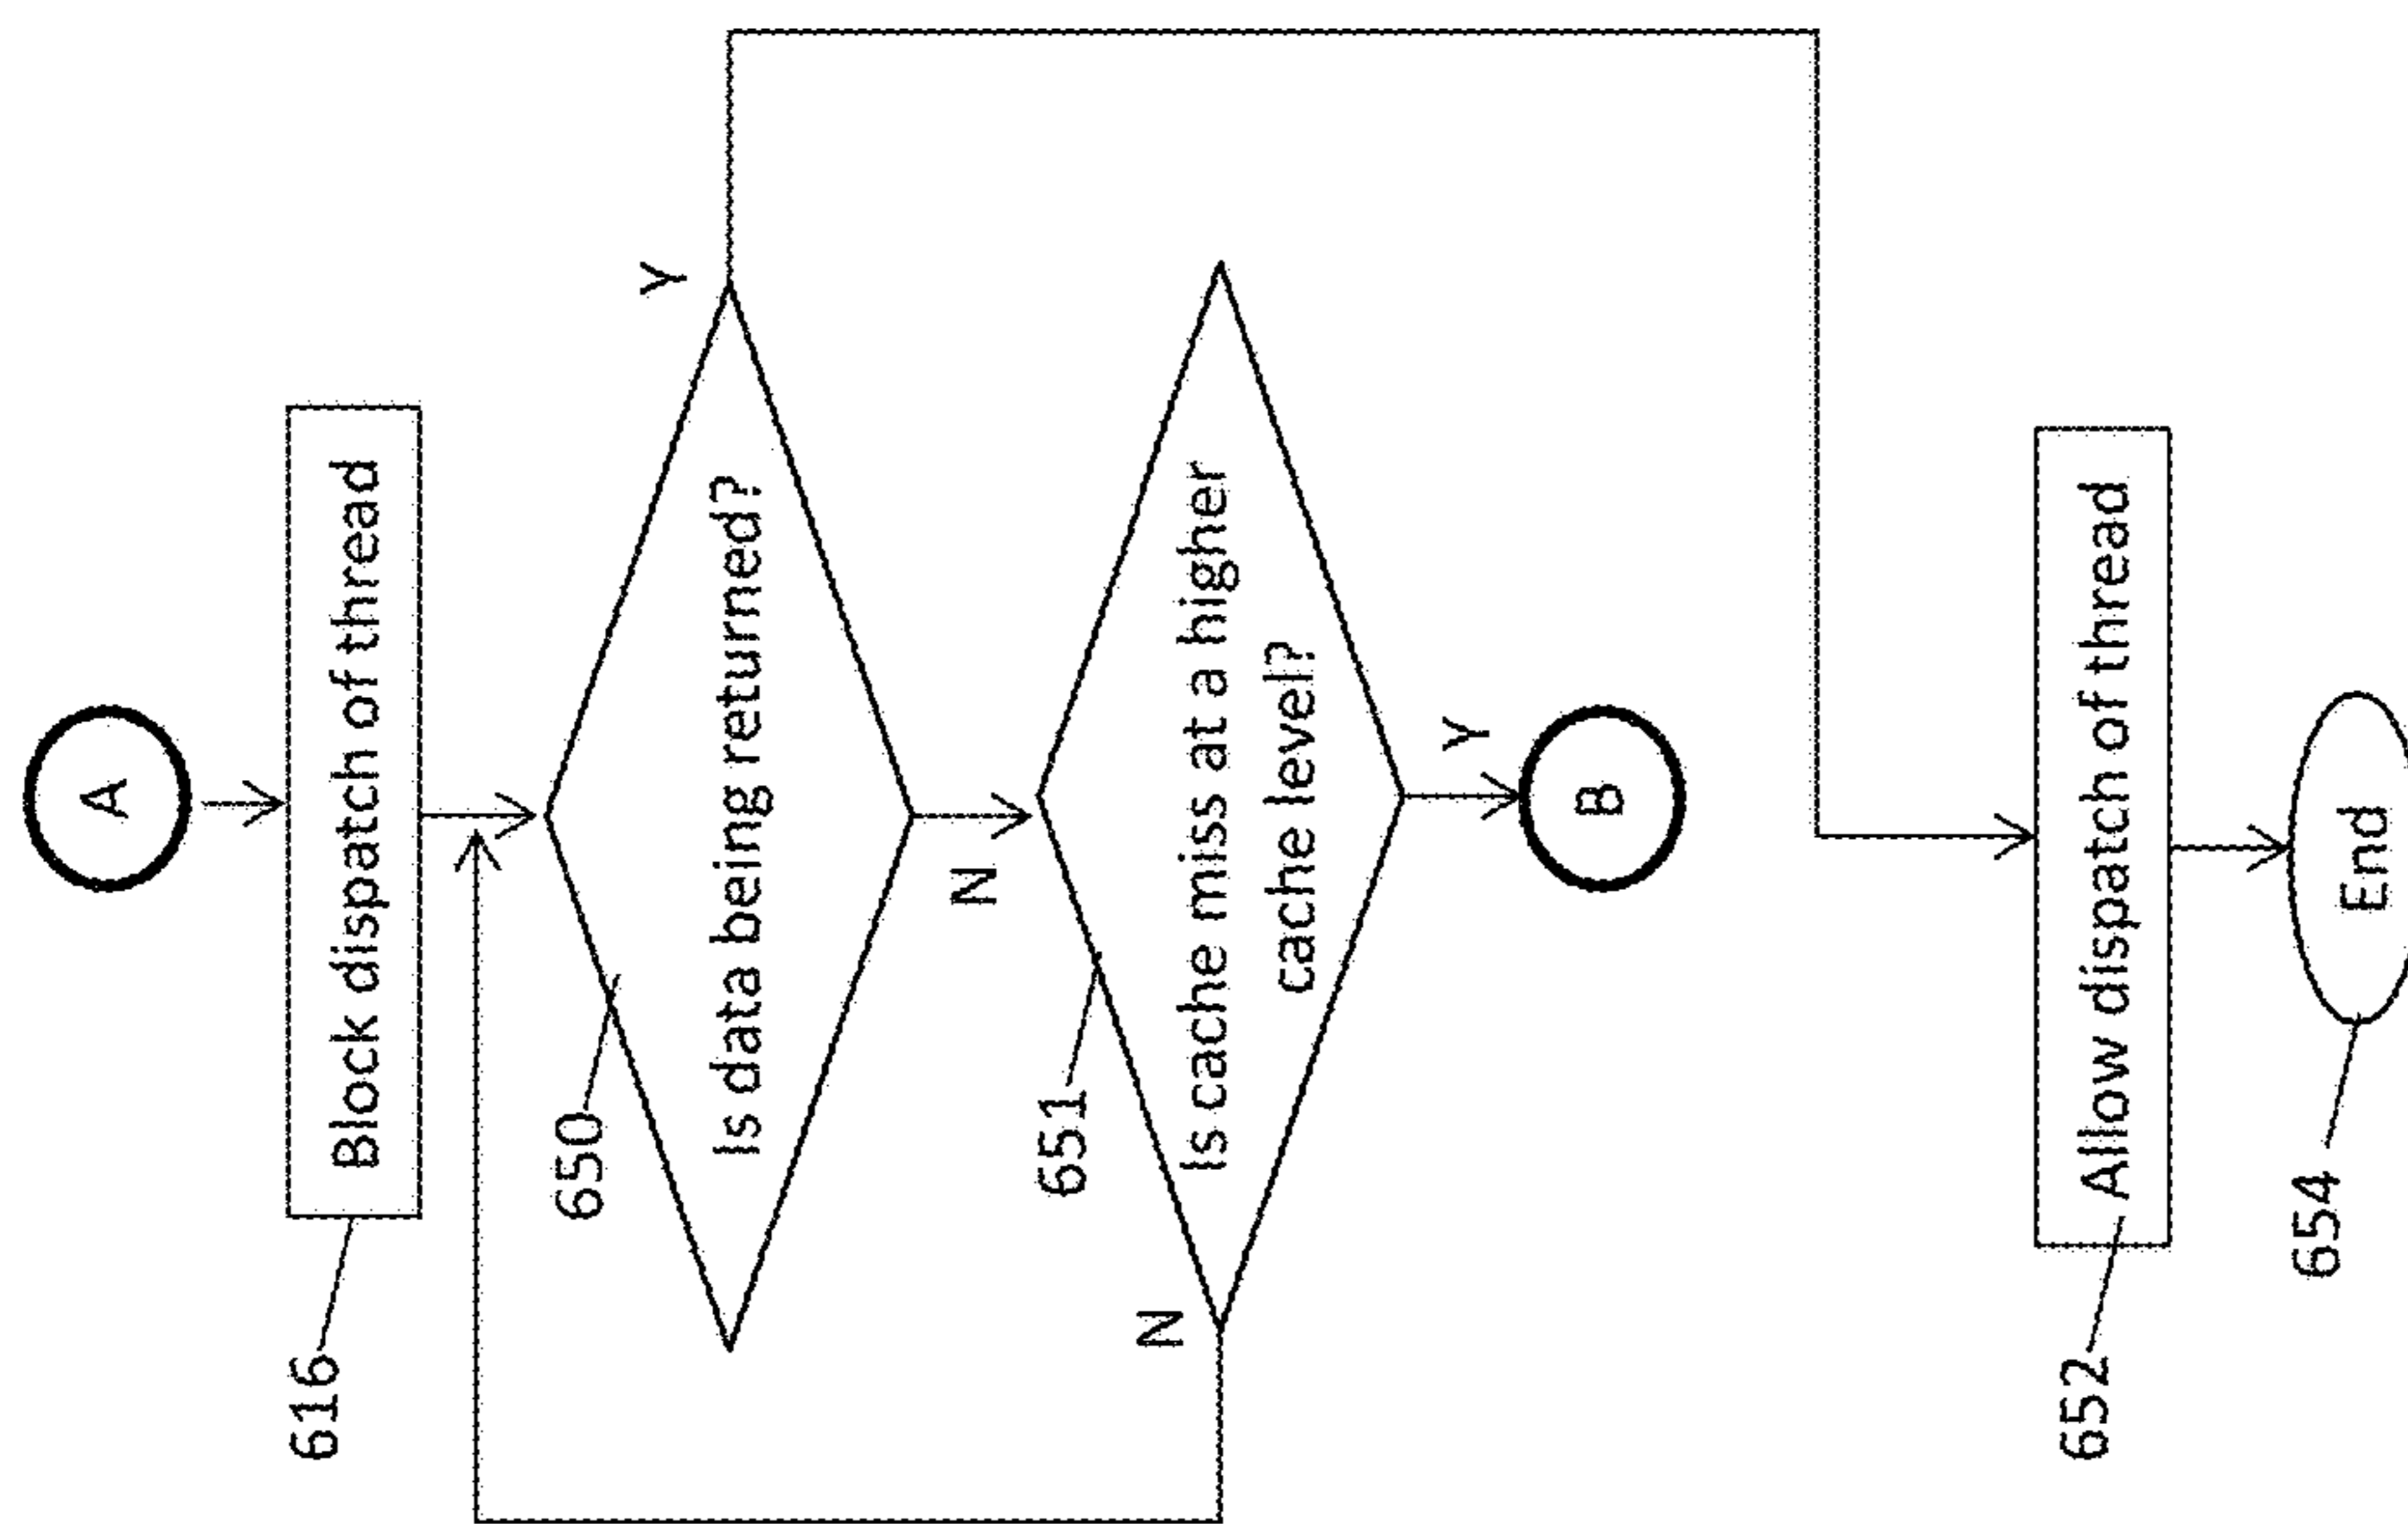 A
616
Block dispatch of thread
650
Is data being returned?
Y
N
651
Is cache miss at a higher
cache level?
N
Y
B
652
Allow dispatch of thread
654
End